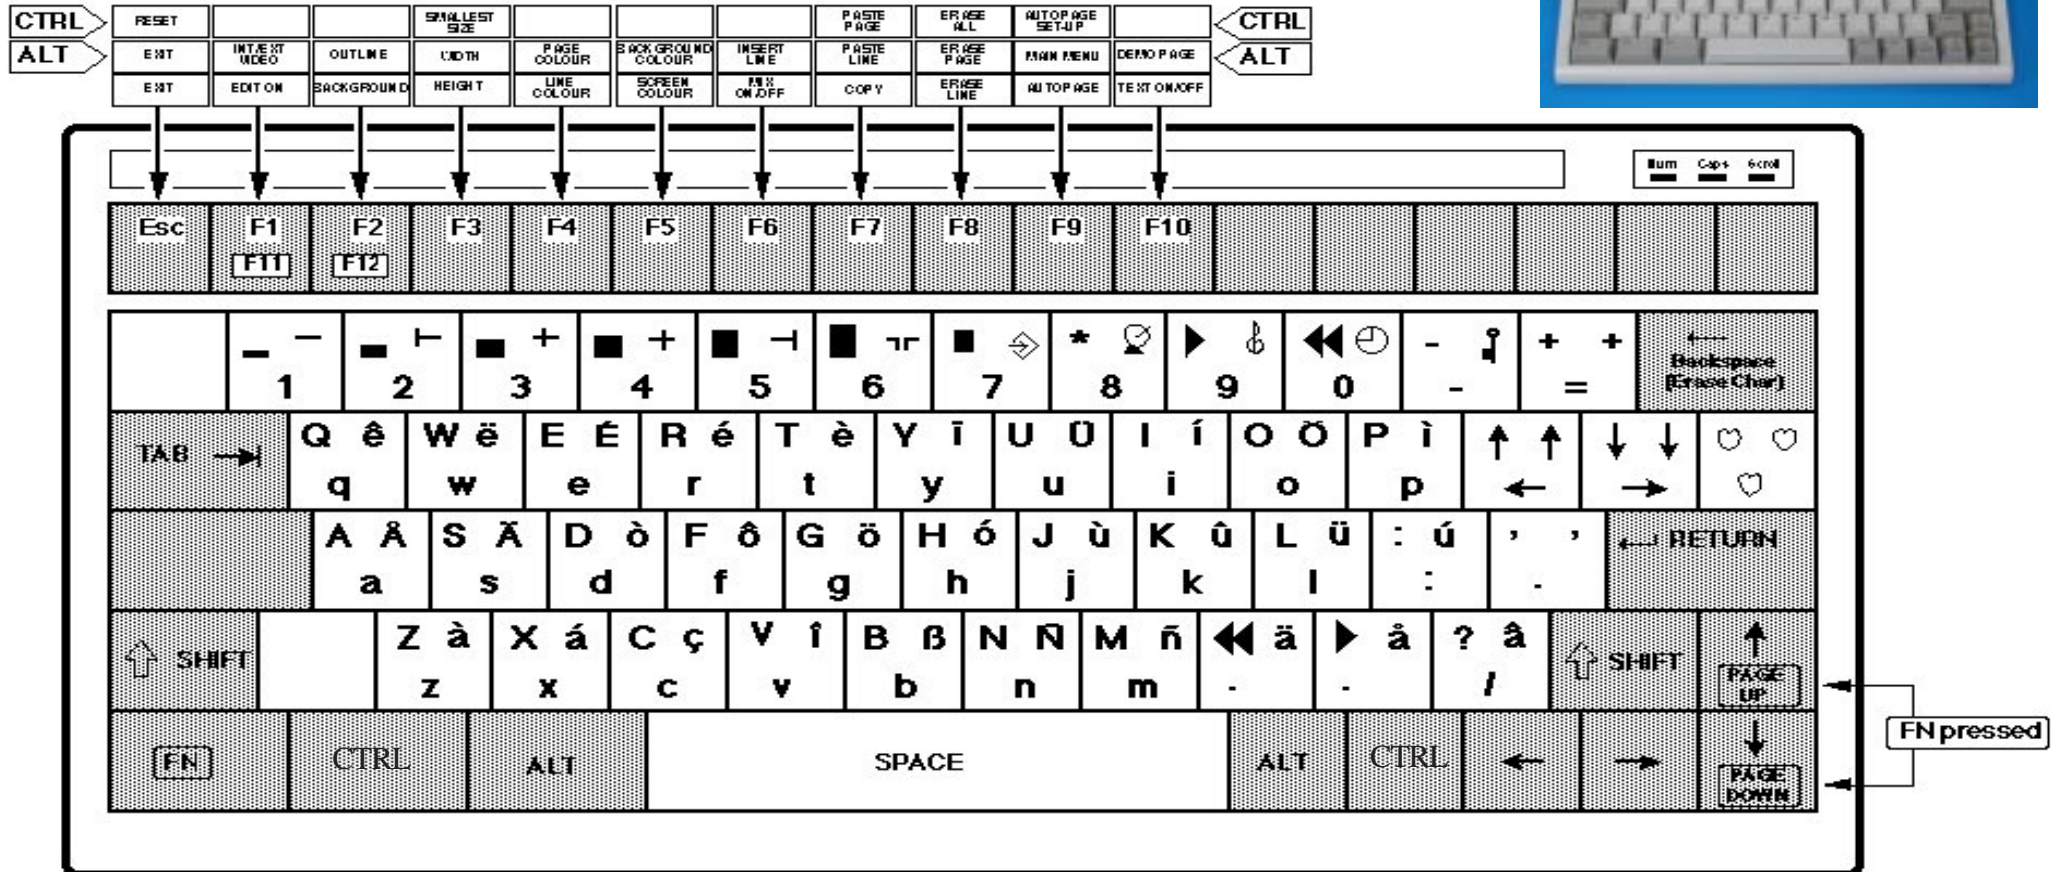 CTRL RESET SMALLEST SIZE PASTE PAGE ERASE ALL AUTOPAGE SET-UP CTRL
ALT EXIT INT/EXT VIDEO OUTLINE WIDTH PAGE COLOUR BACKGROUND COLOUR INSERT LINE PASTE LINE ERASE PAGE MAIN MENU DEMO PAGE ALT
EXIT EDIT ON BACKGROUND HEIGHT LINE COLOUR SCREEN COLOUR MIX ON/OFF COPY ERASE LINE AUTOPAGE TEXT ON/OFF
Num Caps Scroll
Esc F1 F2 F3 F4 F5 F6 F7 F8 F9 F10
F11 F12
* - + +
← Backspace (Erase Char)
1 2 3 4 5 6 7 8 9 0 - =
Q ê W ë E É R é T è Y ī U Ü I í O Ö P ì ↑ ↑ ↓ ↓ ♡ ♡
TAB
q w e r t y u i o p ← → ♡
A Å S Ä D ò F ô G ö H ó J ù K û L ü : ú ' '
RETURN
a s d f g h j k l : .
Z à X á C ç V î B ß N Ñ M ñ ◀◀ ä ▶ å ? â ↑
SHIFT SHIFT PAGE UP
z x c v b n m . . /
FN CTRL ALT SPACE ALT CTRL ← → ↓ PAGE DOWN
FN pressed